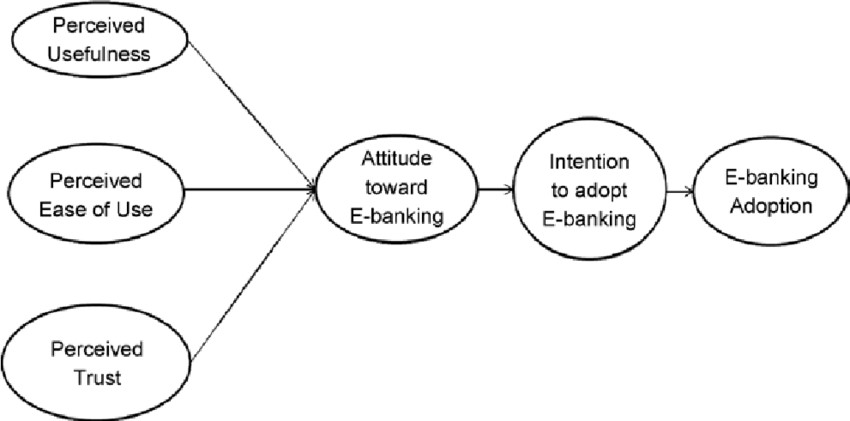 Perceived
Usefulness
Perceived
Ease of Use
Perceived
Trust
Attitude
toward
E-banking
Intention
to adopt
E-banking
E-banking
Adoption